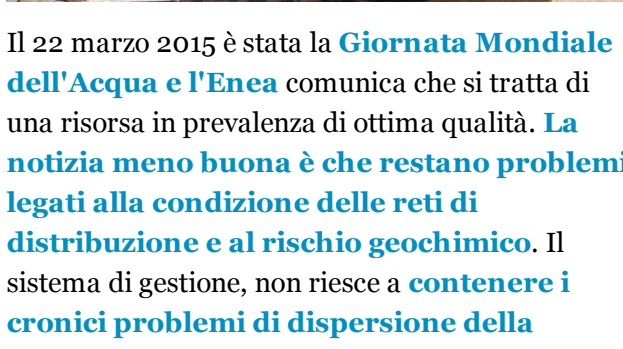 Il 22 marzo 2015 è stata la Giornata Mondiale
dell'Acqua e l'Enea comunica che si tratta di
una risorsa in prevalenza di ottima qualità. La
notizia meno buona è che restano problemi
legati alla condizione delle reti di
distribuzione e al rischio geochimico. Il
sistema di gestione, non riesce a contenere i
cronici problemi di dispersione della